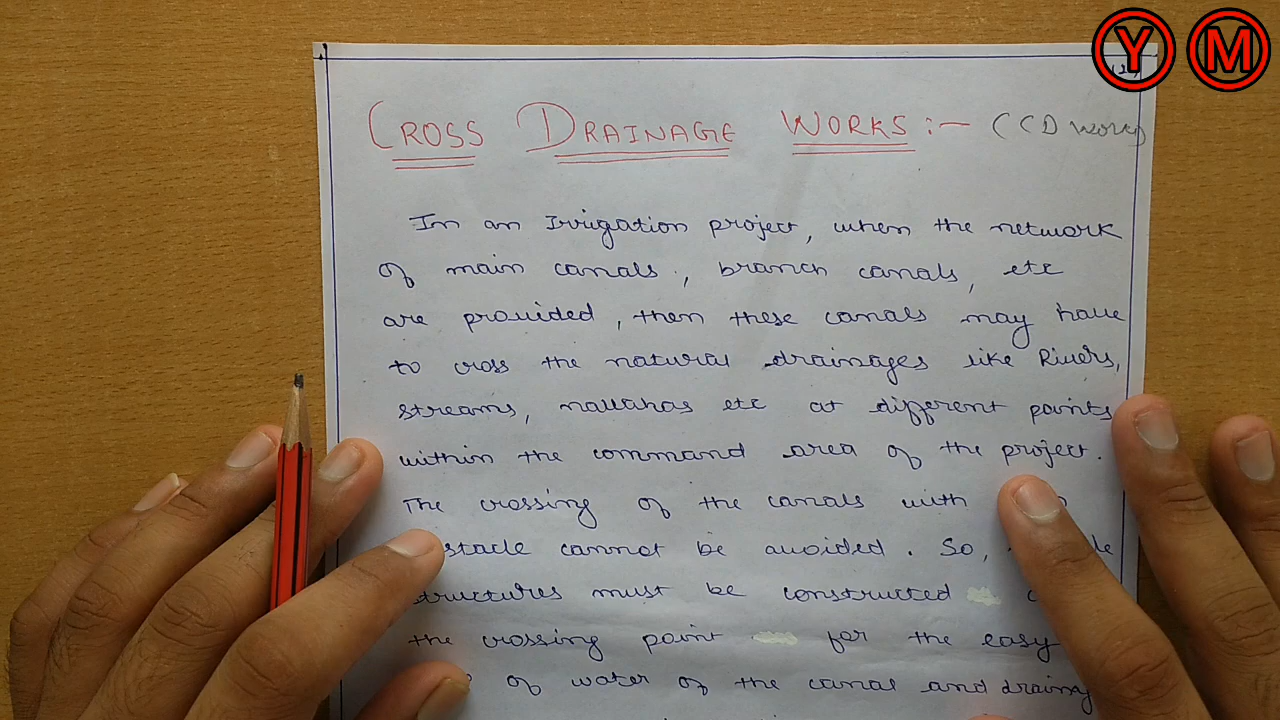 Y M
CROSS DRAINAGE WORKS :- (CD Work)
In an Irrigation project, when the network
of main canals, branch canals, etc
are provided, then these canals may have
to cross the natural drainages like Rivers,
streams, nallahas etc at different points
within the command area of the project.
The crossing of the canals with
cannot be avoided. So,
structures must be constructed
the crossing point for the easy
of water of the canal and